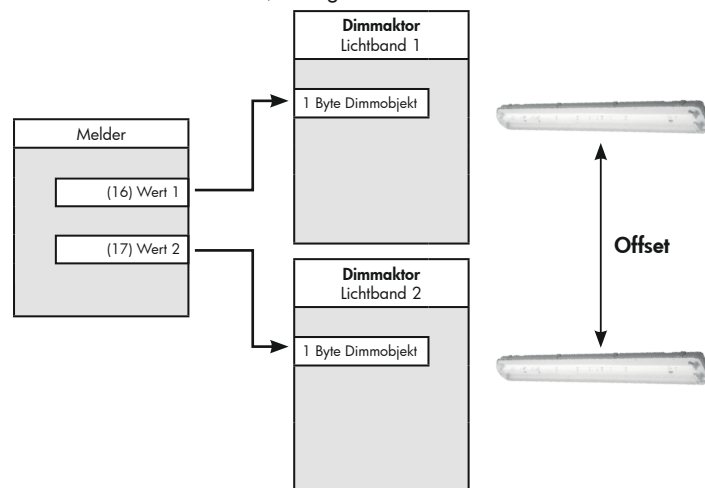 Dimmaktor
Lichtband 1
1 Byte Dimmobjekt
Melder
(16) Wert 1
(17) Wert 2
Offset
Dimmaktor
Lichtband 2
1 Byte Dimmobjekt